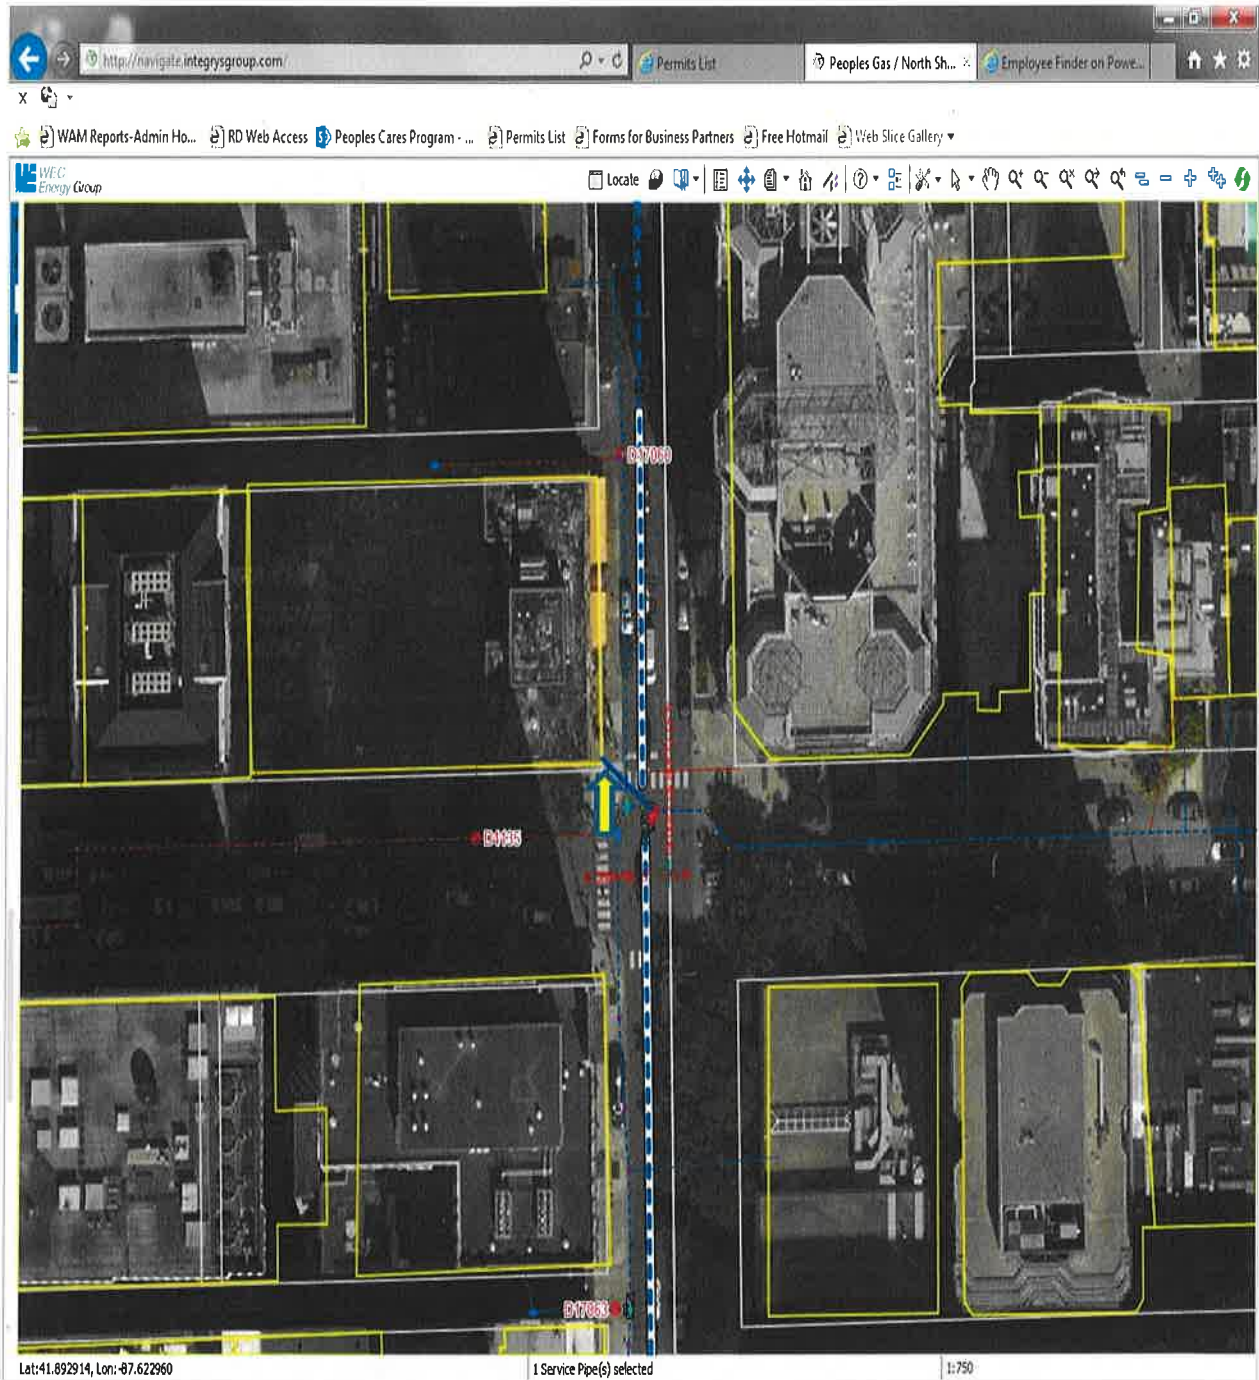 http://navigate.integrysgroup.com/
Permits List
Peoples Gas / North Sh...
Employee Finder on Powe...
WAM Reports-Admin Ho...
RD Web Access
Peoples Cares Program - ...
Permits List
Forms for Business Partners
Free Hotmail
Web Slice Gallery
WEC
Energy Group
Locate
D17060
D4135
D17063
Lat:41.892914, Lon:-87.622960
1 Service Pipe(s) selected
1:750